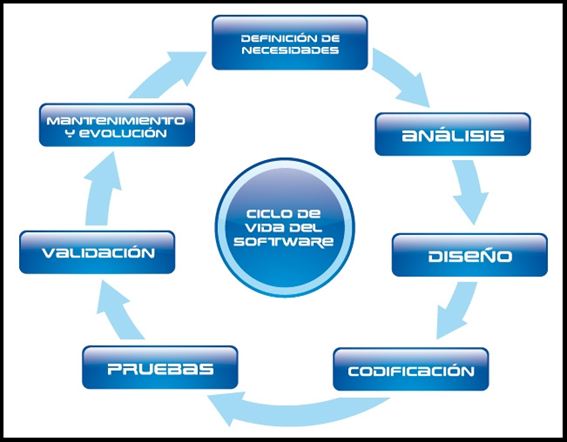 DEFINICIÓN DE
NECESIDADES
ANÁLISIS
DISEÑO
CODIFICACIÓN
PRUEBAS
VALIDACIÓN
MANTENIMIENTO
Y EVOLUCIÓN
CICLO DE
VIDA DEL
SOFTWARE